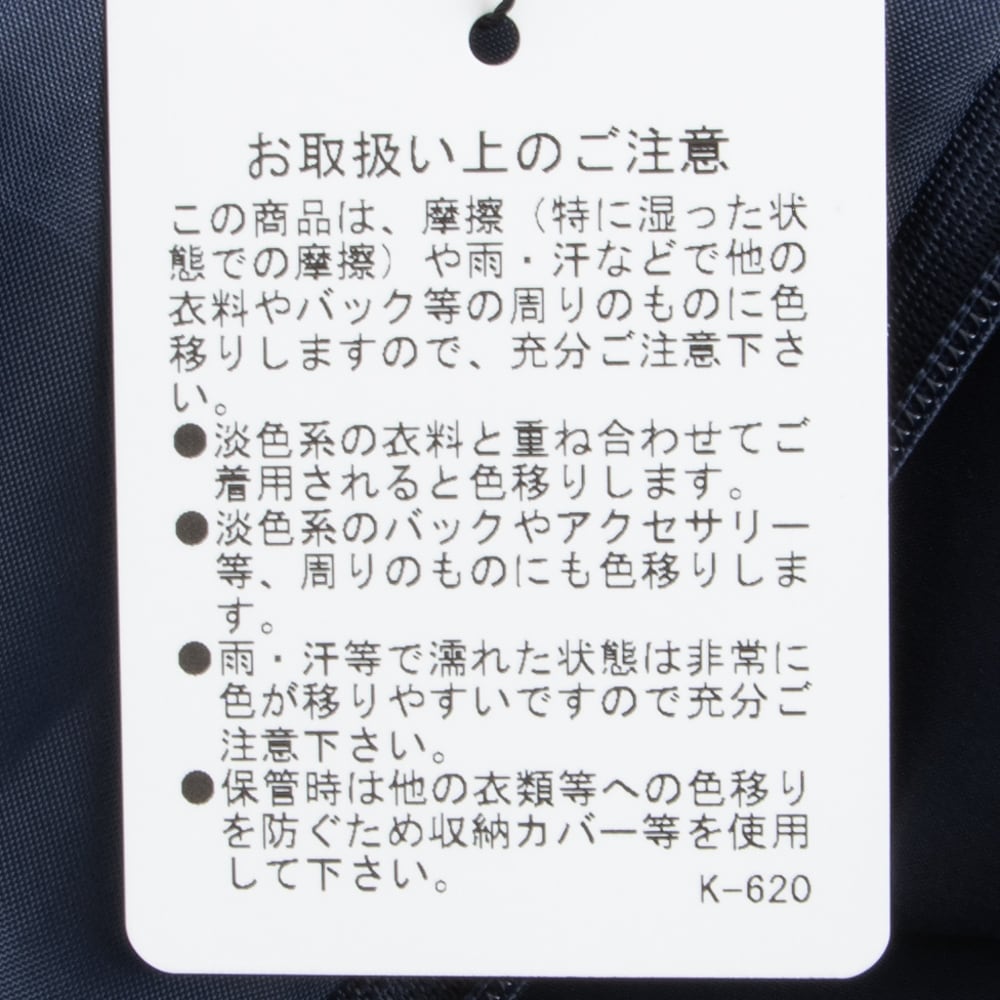 お取扱い上のご注意
この商品は、摩擦（特に湿った状
態での摩擦）や雨・汗などで他の
衣料やバック等の周りのものに色
移りしますので、充分ご注意下さ
い。
●淡色系の衣料と重ね合わせてご
着用されると色移りします。
●淡色系のバックやアクセサリー
等、周りのものにも色移りしま
す。
●雨・汗等で濡れた状態は非常に
色が移りやすいですので充分ご
注意下さい。
●保管時は他の衣類等への色移り
を防ぐため収納カバー等を使用
して下さい。
K-620